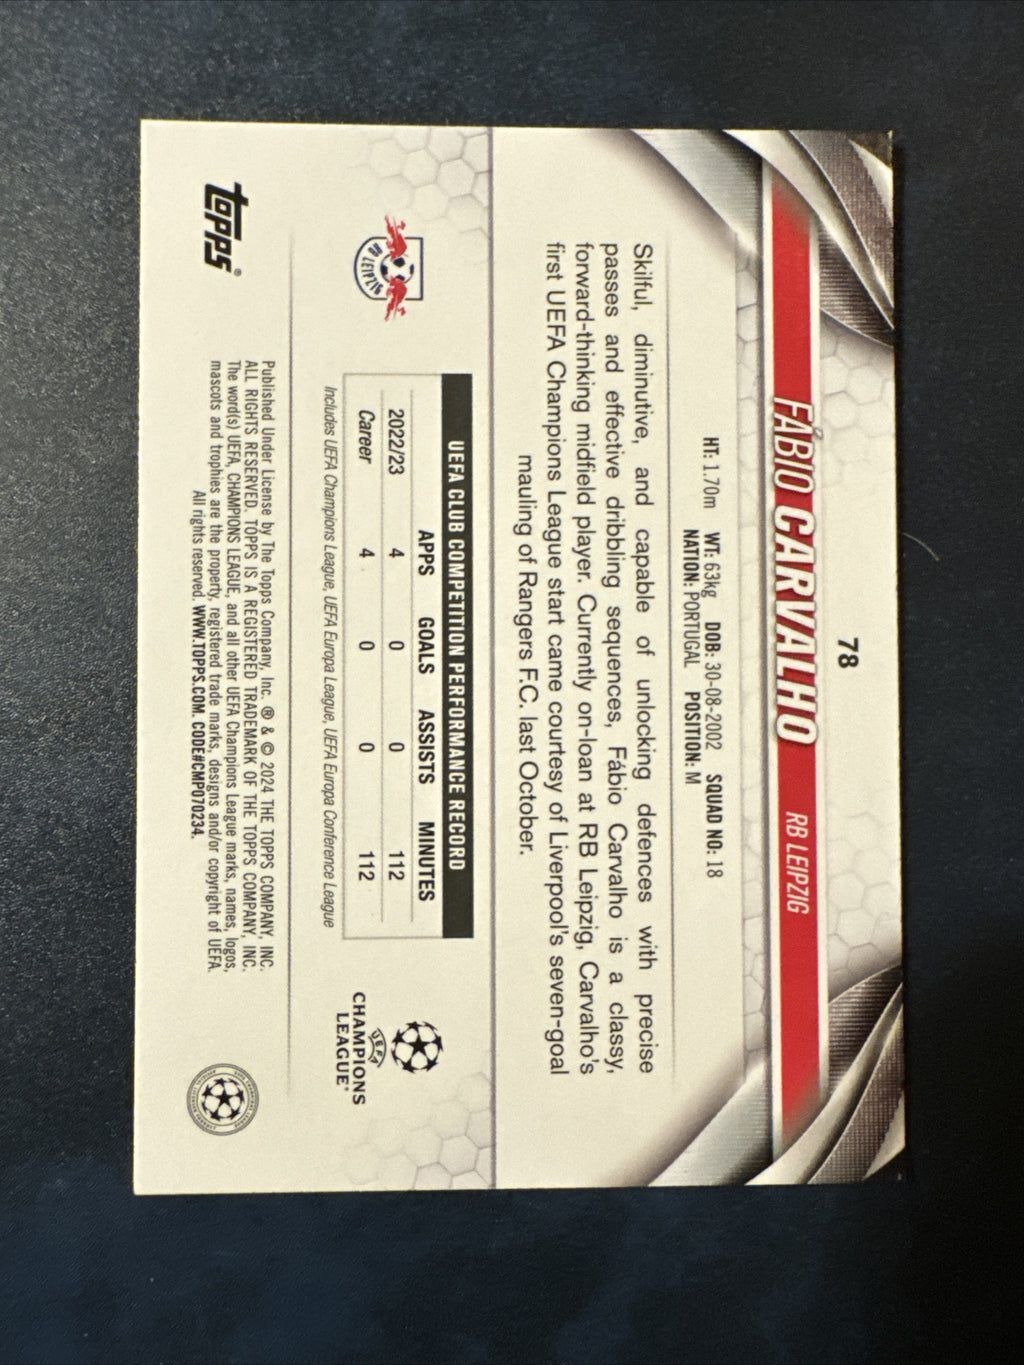 78
FÁBIO CARVALHO RB LEIPZIG
HT: 1.70m WT: 63kg DOB: 30-08-2002 SQUAD NO: 18
NATION: PORTUGAL POSITION: M
Skilful, diminutive, and capable of unlocking defences with precise
passes and effective dribbling sequences, Fábio Carvalho is a classy,
forward-thinking midfield player. Currently on-loan at RB Leipzig, Carvalho's
first UEFA Champions League start came courtesy of Liverpool's seven-goal
mauling of Rangers F.C. last October.
UEFA CLUB COMPETITION PERFORMANCE RECORD
APPS GOALS ASSISTS MINUTES
2022/23 4 0 0 112
Career 4 0 0 112
Includes UEFA Champions League, UEFA Europa League, UEFA Europa Conference League
RB LEIPZIG
UEFA
CHAMPIONS
LEAGUE®
topps®
Published Under License by The Topps Company, Inc. ® & © 2024 THE TOPPS COMPANY, INC.
ALL RIGHTS RESERVED. TOPPS IS A REGISTERED TRADEMARK OF THE TOPPS COMPANY, INC.
The word(s) UEFA, CHAMPIONS LEAGUE, and all other UEFA Champions League marks, names, logos,
mascots and trophies are the property, registered trade marks, designs and/or copyright of UEFA.
All rights reserved. WWW.TOPPS.COM. CODE#CMP070234.